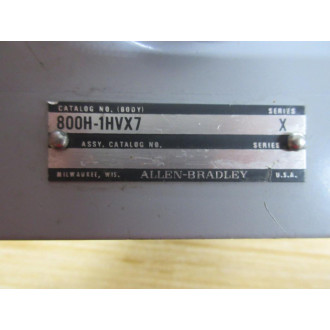 CATALOG NO. (BODY) SERIES
800H-1HVX7 X
ASSY. CATALOG NO. SERIES
MILWAUKEE, WIS. ALLEN-BRADLEY U.S.A.